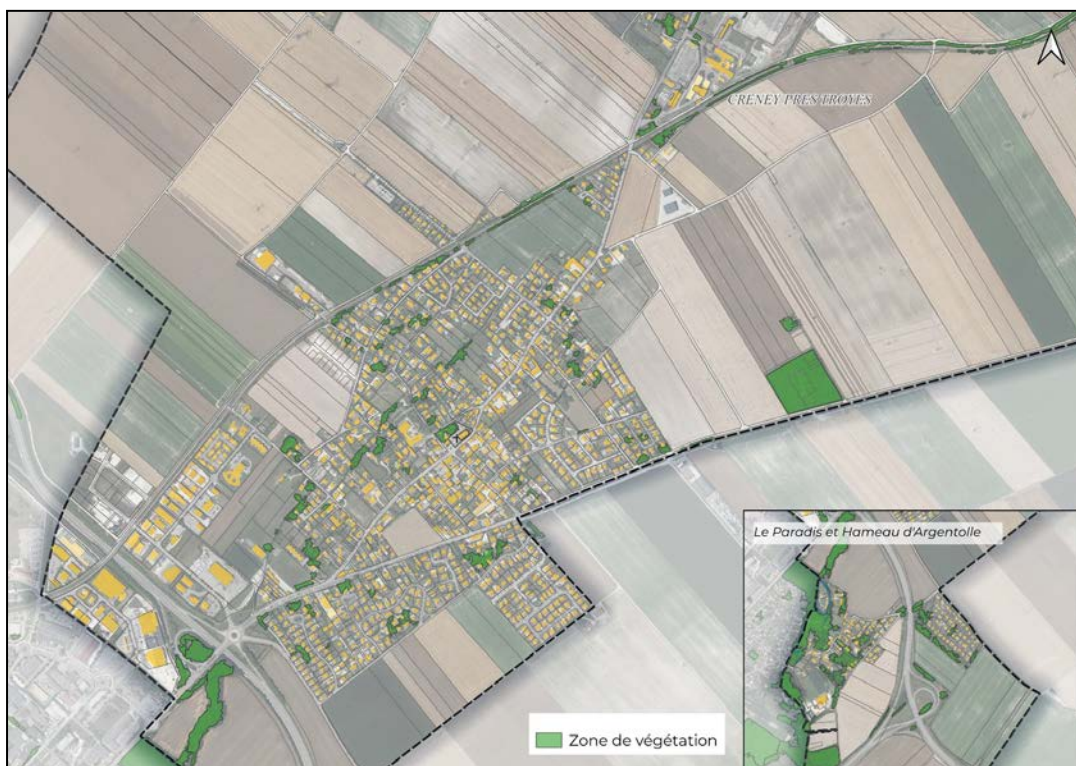 CRENEY PRES TROYES
Le Paradis et Hameau d'Argentolle
Zone de végétation